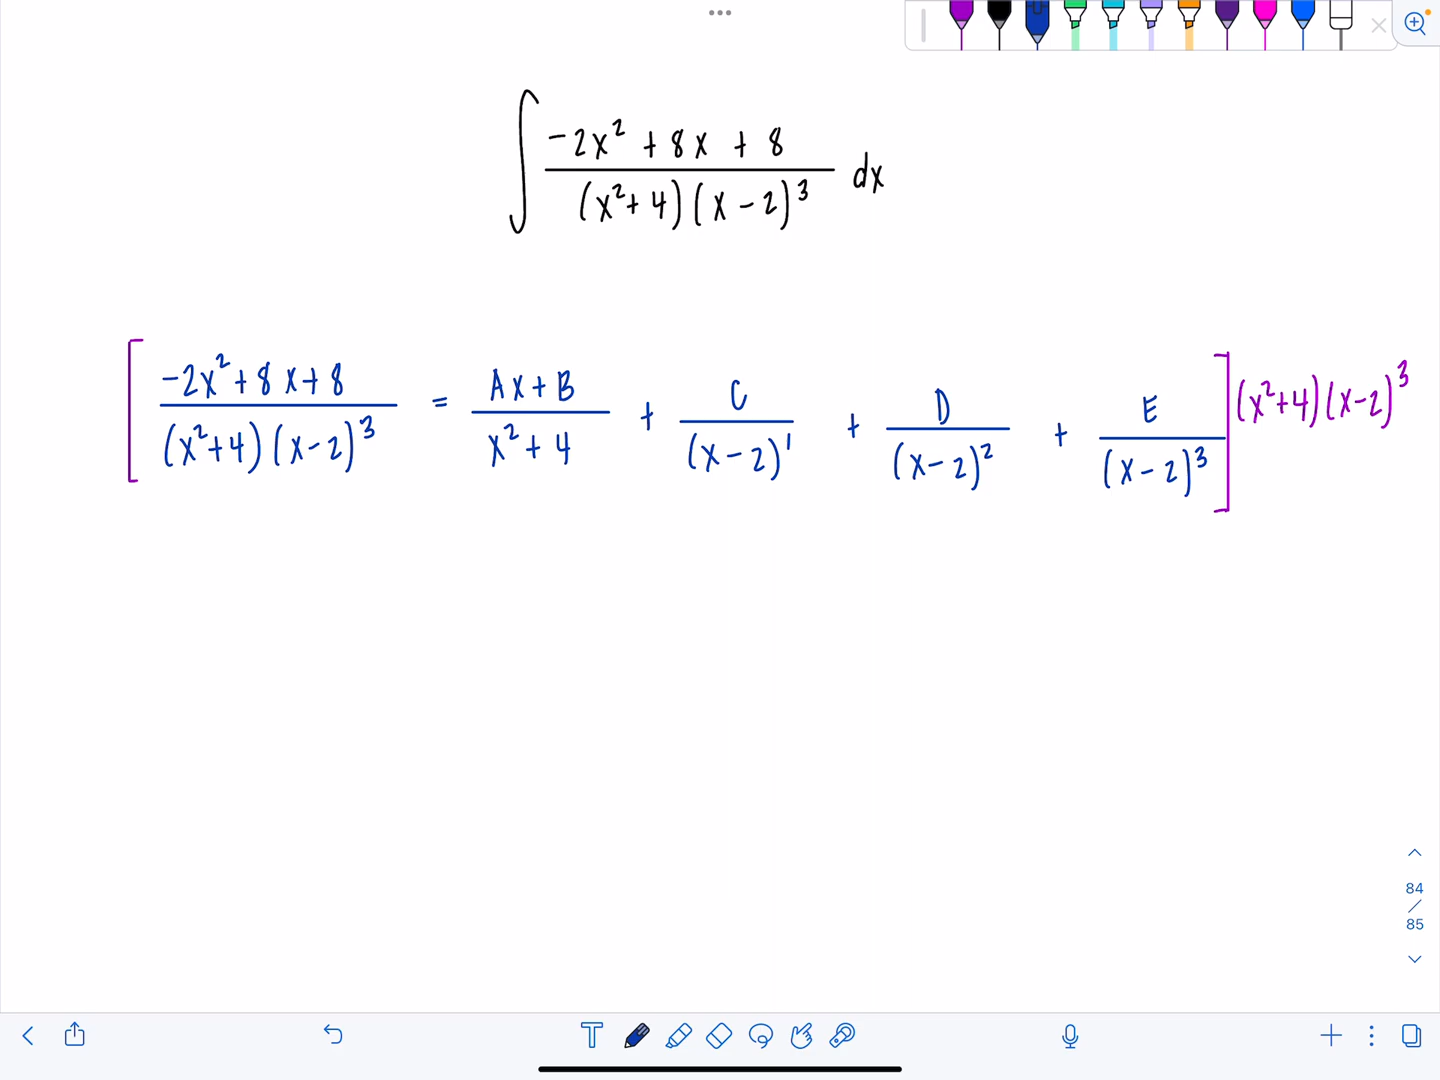 ∫ (-2x² + 8x + 8) / ((x²+4)(x-2)³) dx
[ (-2x²+8x+8) / ((x²+4)(x-2)³) = (Ax+B) / (x²+4) + C / (x-2)¹ + D / (x-2)² + E / (x-2)³ ] (x²+4)(x-2)³
84
/
85
T